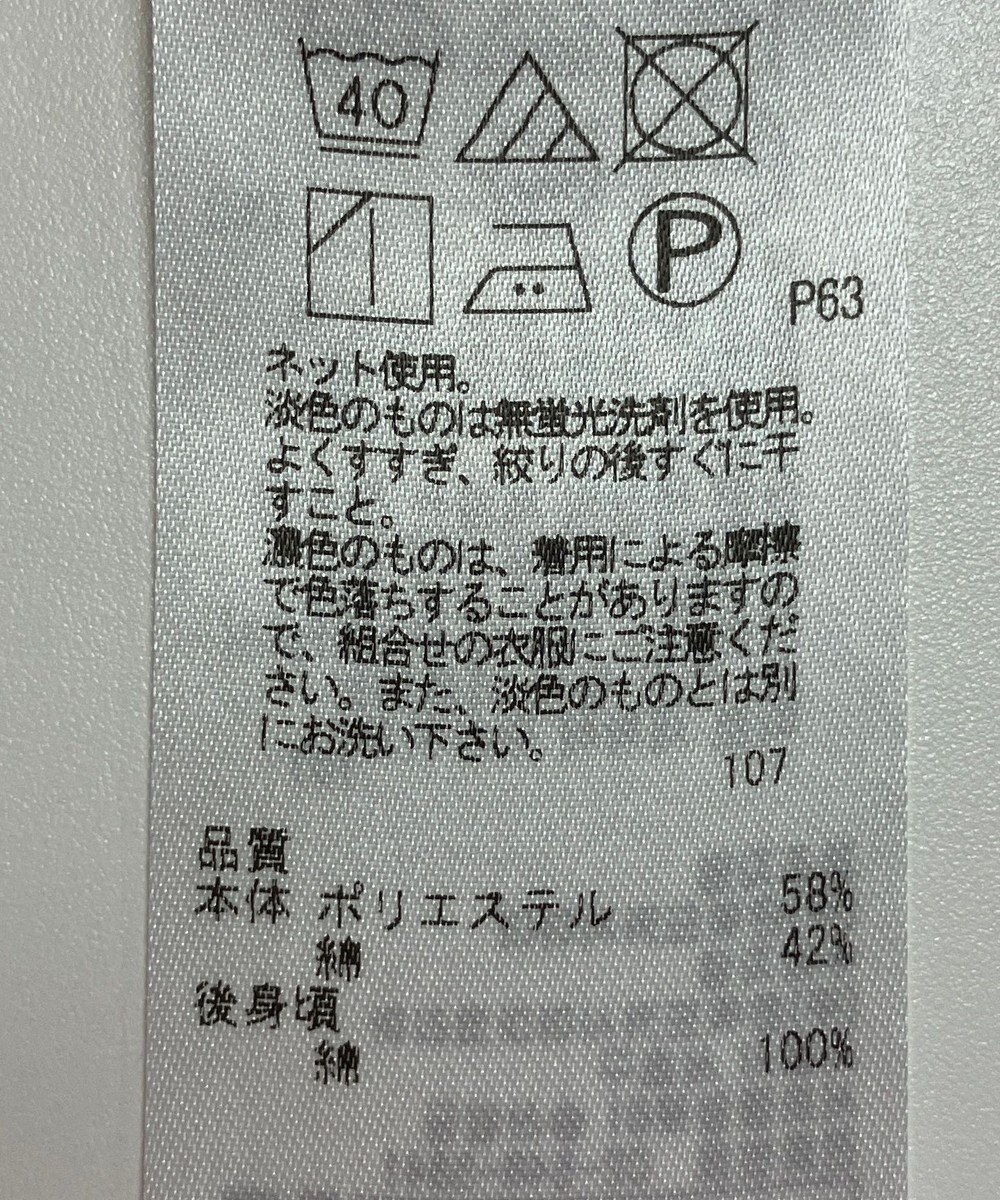 40
P
P63
ネット使用。
淡色のものは無蛍光洗剤を使用。
よくすすぎ、絞りの後すぐに干
すこと。
濃色のものは、着用による摩擦
で色落ちすることがありますの
で、組合せの衣服にご注意くだ
さい。また、淡色のものとは別
にお洗い下さい。
107
品質
本体 ポリエステル 58%
綿 42%
後身頃
綿 100%